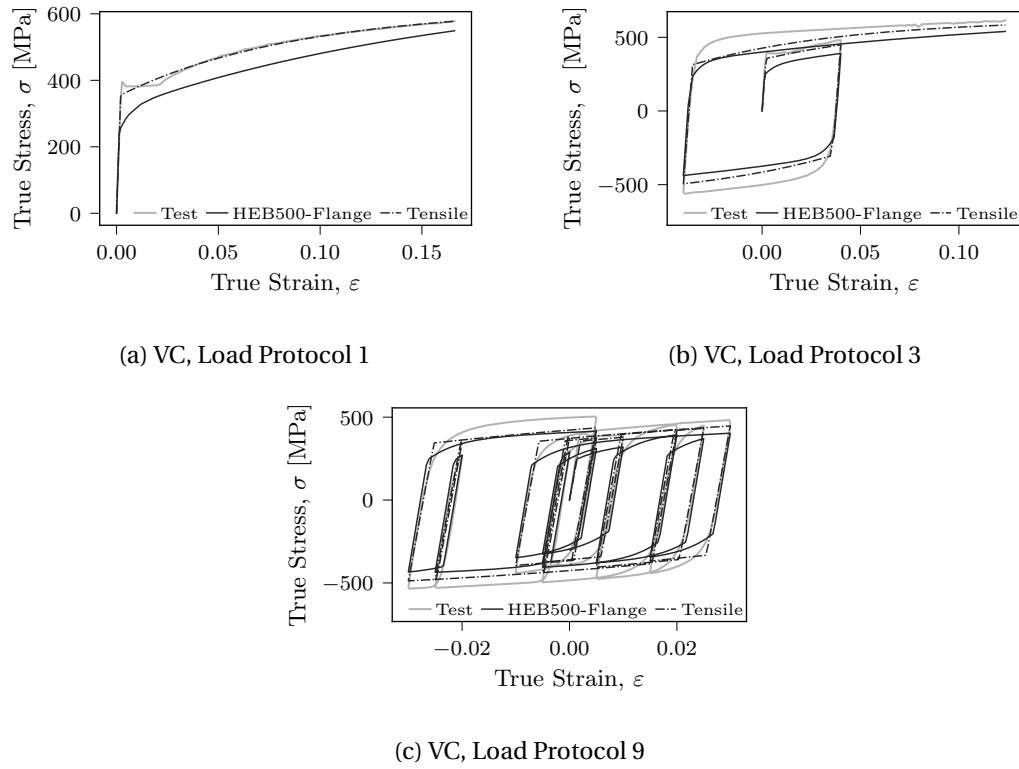 600
400
200
0
True Stress, σ [MPa]
Test
HEB500-Flange
Tensile
0.00
0.05
0.10
0.15
True Strain, ε
(a) VC, Load Protocol 1
500
0
−500
True Stress, σ [MPa]
Test
HEB500-Flange
Tensile
0.00
0.05
0.10
True Strain, ε
(b) VC, Load Protocol 3
500
0
−500
True Stress, σ [MPa]
Test
HEB500-Flange
Tensile
−0.02
0.00
0.02
True Strain, ε
(c) VC, Load Protocol 9